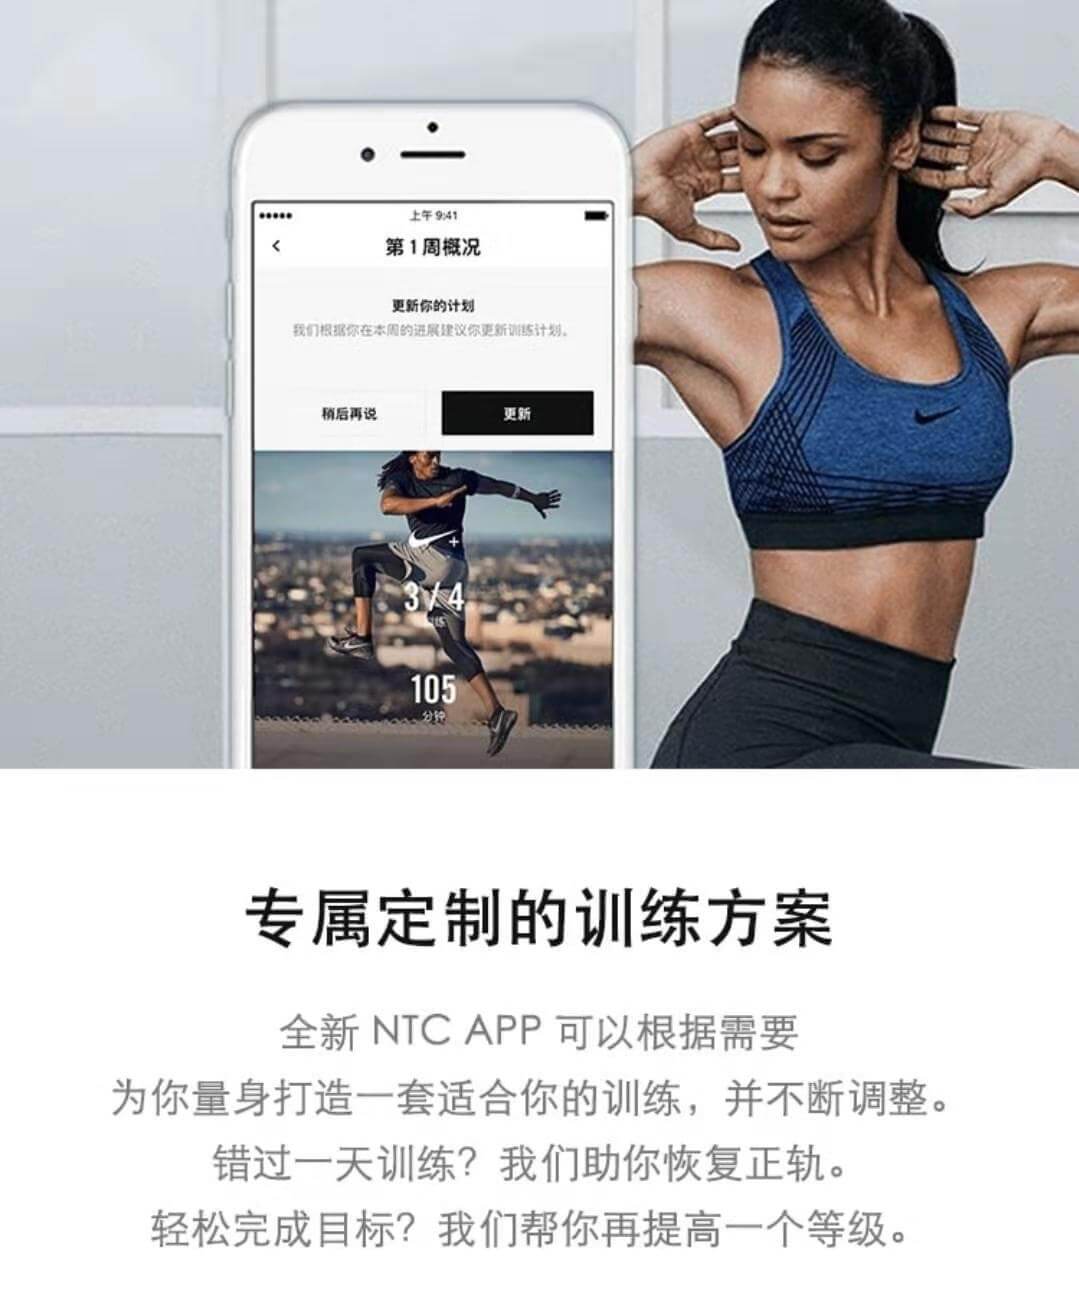 上午 9:41
第 1 周概况
更新你的计划
我们根据你在本周的进展建议你更新训练计划。
稍后再说
更新
+
3 / 4
训练
105
分钟
专属定制的训练方案
全新 NTC APP 可以根据需要
为你量身打造一套适合你的训练，并不断调整。
错过一天训练？我们助你恢复正轨。
轻松完成目标？我们帮你再提高一个等级。